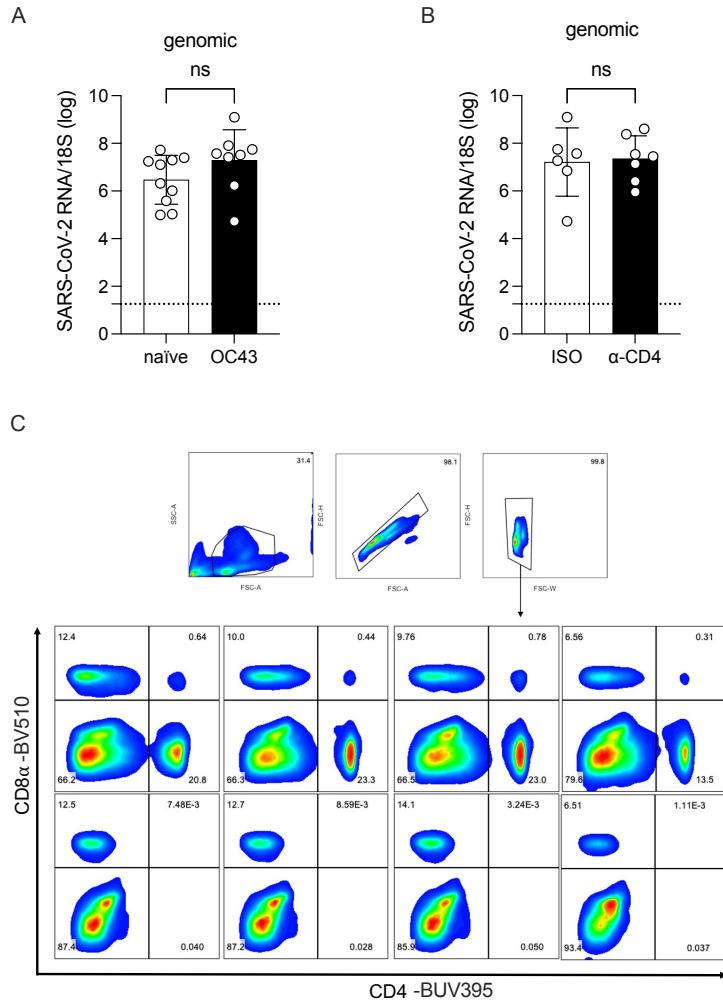 A
genomic
ns
SARS-CoV-2 RNA/18S (log)
10
8
6
4
2
0
naïve OC43
B
genomic
ns
SARS-CoV-2 RNA/18S (log)
10
8
6
4
2
0
ISO α-CD4
C
31.4
SSC-A
FSC-A
98.1
FSC-H
FSC-A
99.8
FSC-H
FSC-W
CD8α -BV510
12.4 0.64 10.0 0.44 9.76 0.78 6.56 0.31
66.2 20.8 66.3 23.3 66.5 23.0 79.6 13.5
12.5 7.48E-3 12.7 8.59E-3 14.1 3.24E-3 6.51 1.11E-3
87.4 0.040 87.2 0.028 85.9 0.050 93.4 0.037
CD4 -BUV395